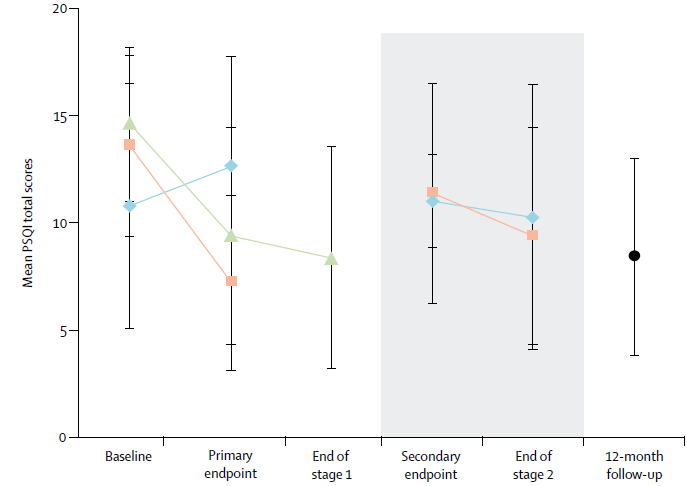 20
15
10
5
0
Mean PSQI total scores
Baseline
Primary
endpoint
End of
stage 1
Secondary
endpoint
End of
stage 2
12-month
follow-up